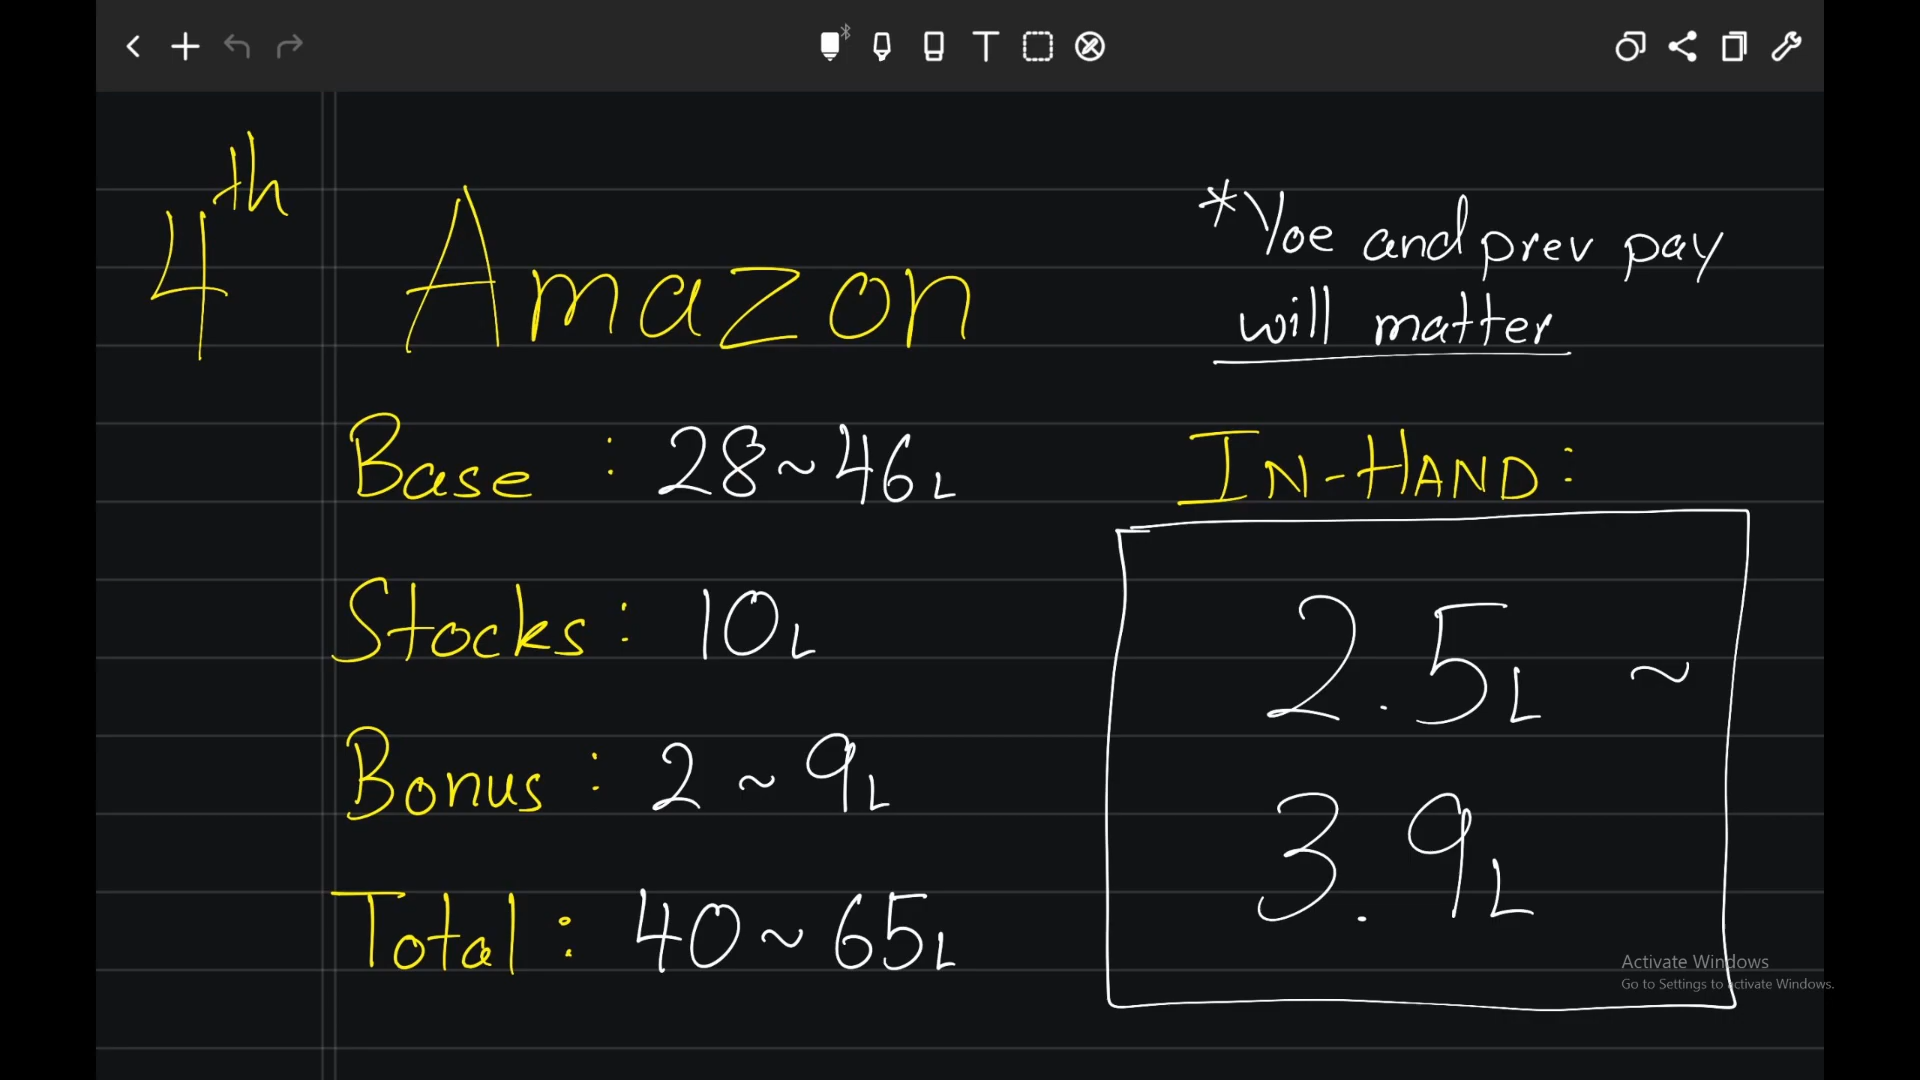 4th Amazon
*Yoe and prev pay
will matter
Base : 28~46L
Stocks : 10L
Bonus : 2 ~ 9L
Total : 40~65L
IN-HAND :
2.5L ~
3.9L
Activate Windows
Go to Settings to activate Windows.